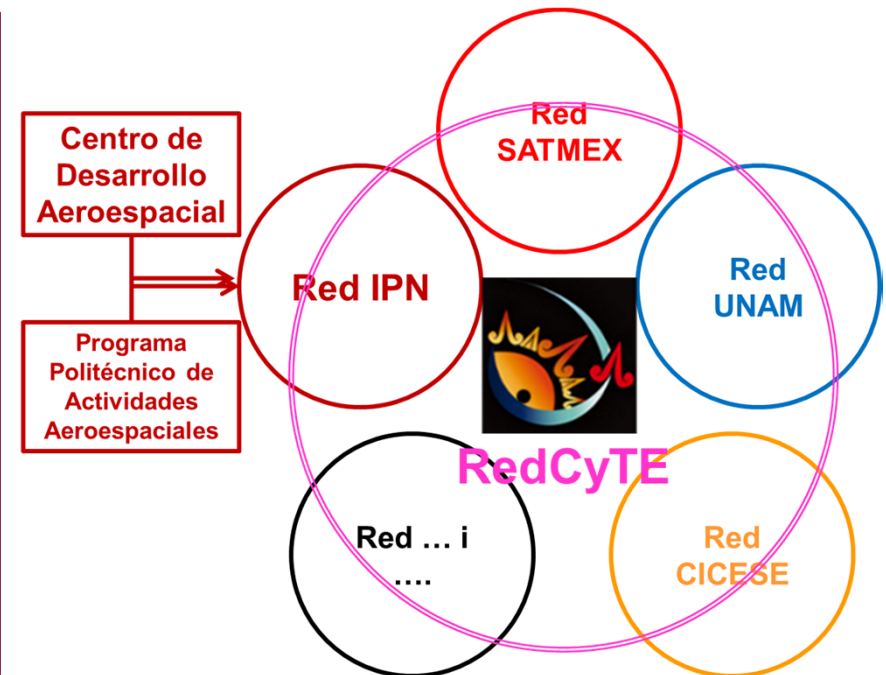 Centro de
Desarrollo
Aeroespacial
Programa
Politécnico de
Actividades
Aeroespaciales
Red IPN
Red
SATMEX
Red
UNAM
RedCyTE
Red ... i
....
Red
CICESE